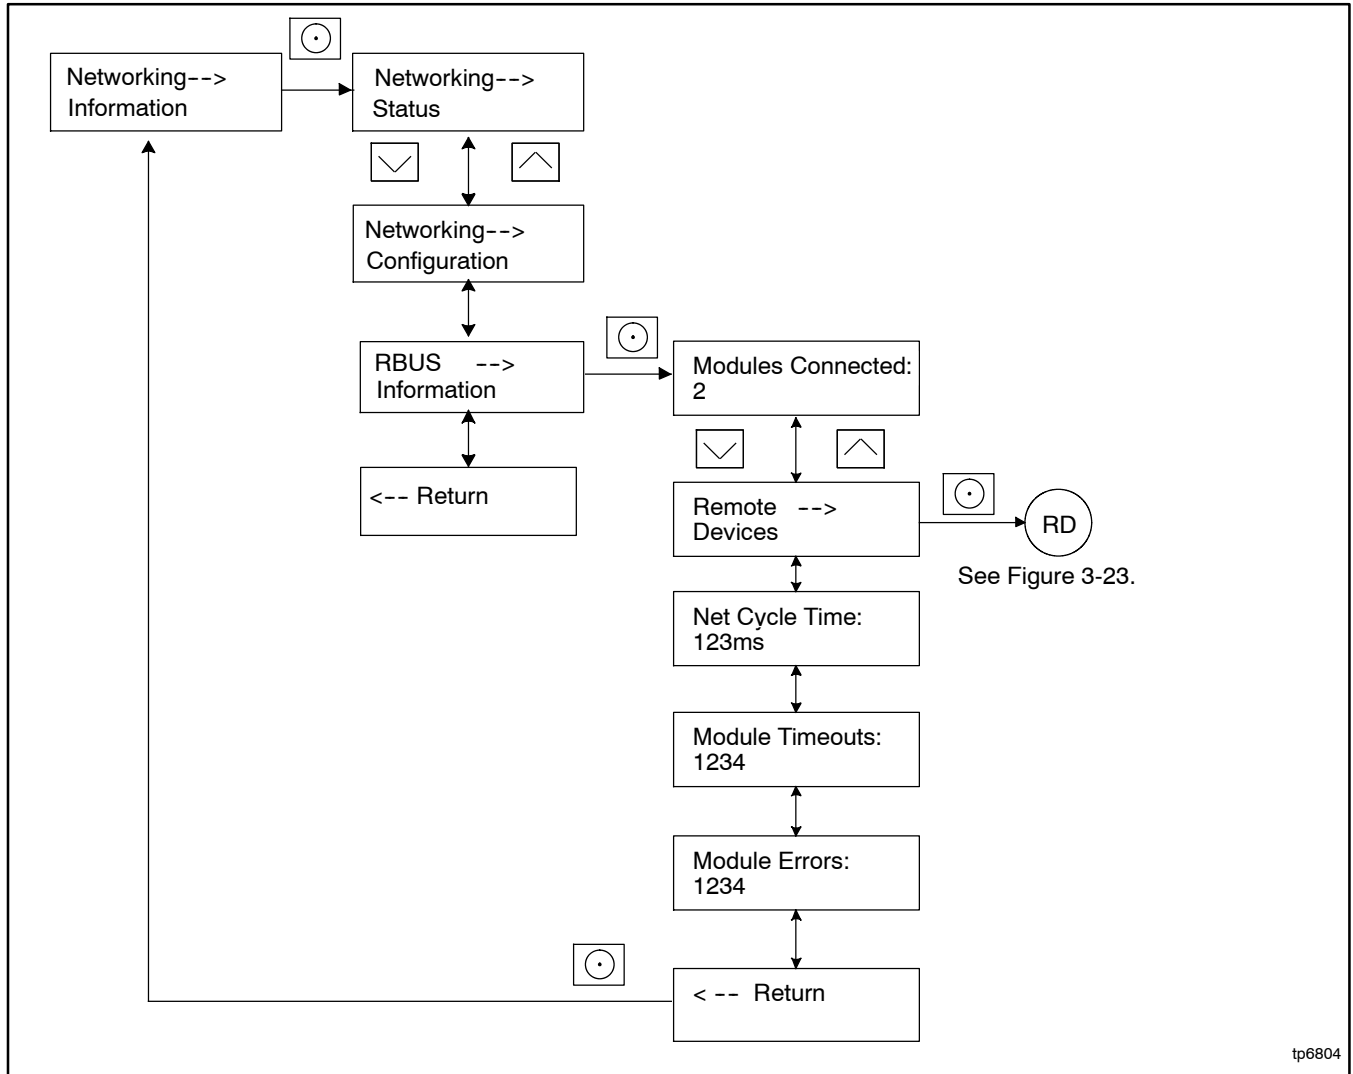 Networking-->
Information
Networking-->
Status
Networking-->
Configuration
RBUS -->
Information
<-- Return
Modules Connected:
2
Remote -->
Devices
RD
See Figure 3-23.
Net Cycle Time:
123ms
Module Timeouts:
1234
Module Errors:
1234
< -- Return
tp6804